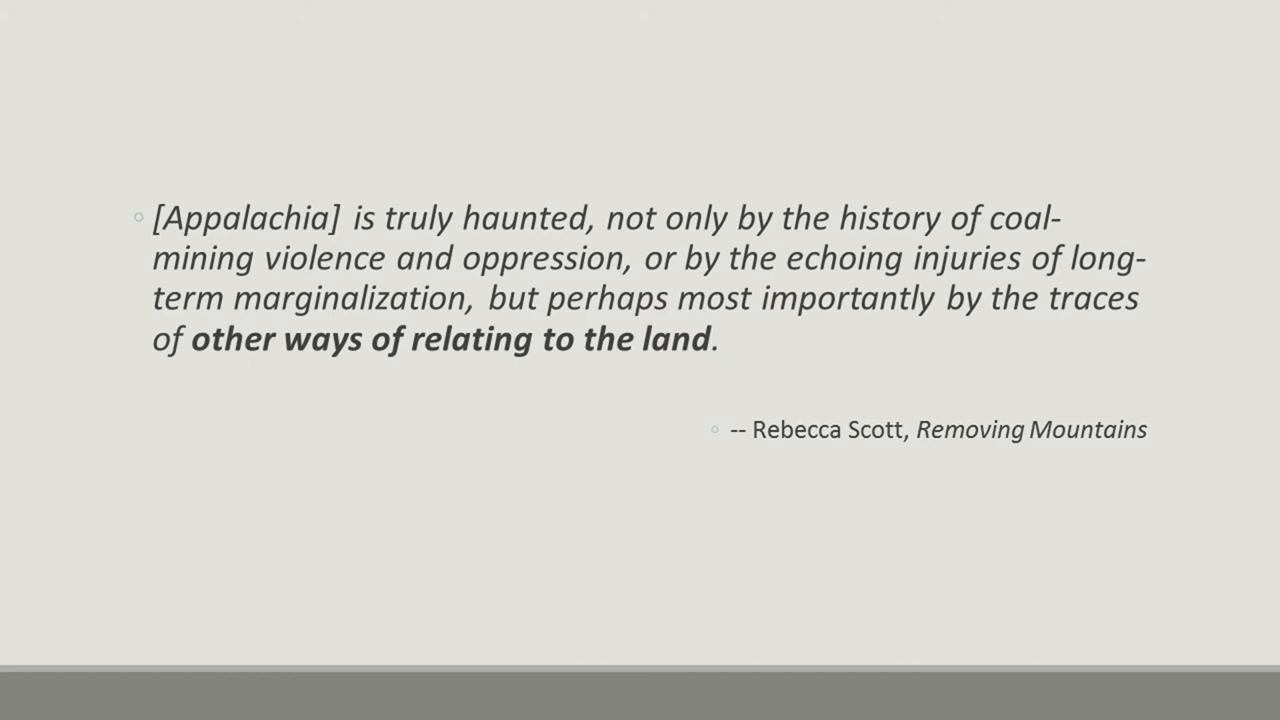 [Appalachia] is truly haunted, not only by the history of coal-
mining violence and oppression, or by the echoing injuries of long-
term marginalization, but perhaps most importantly by the traces
of other ways of relating to the land.
-- Rebecca Scott, Removing Mountains